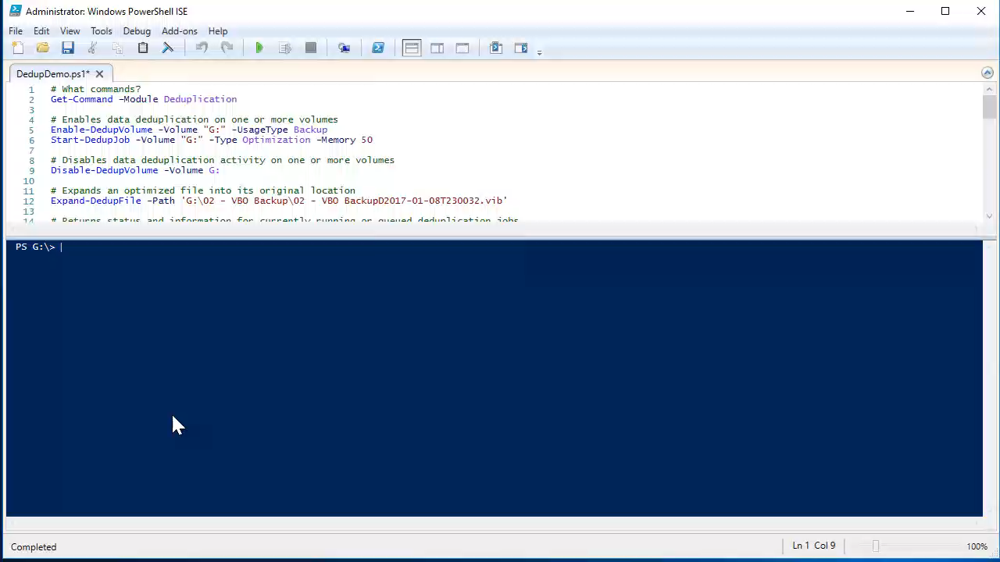 Administrator: Windows PowerShell ISE
File Edit View Tools Debug Add-ons Help
DedupDemo.ps1*
1 # What commands?
2 Get-Command -Module Deduplication
3
4 # Enables data deduplication on one or more volumes
5 Enable-DedupVolume -Volume "G:" -UsageType Backup
6 Start-DedupJob -Volume "G:" -Type Optimization -Memory 50
7
8 # Disables data deduplication activity on one or more volumes
9 Disable-DedupVolume -Volume G:
10
11 # Expands an optimized file into its original location
12 Expand-DedupFile -Path 'G:\02 - VBO Backup\02 - VBO BackupD2017-01-08T230032.vib'
13
14 # Returns status and information for currently running or queued deduplication jobs
PS G:\>
Completed
Ln 1 Col 9
100%